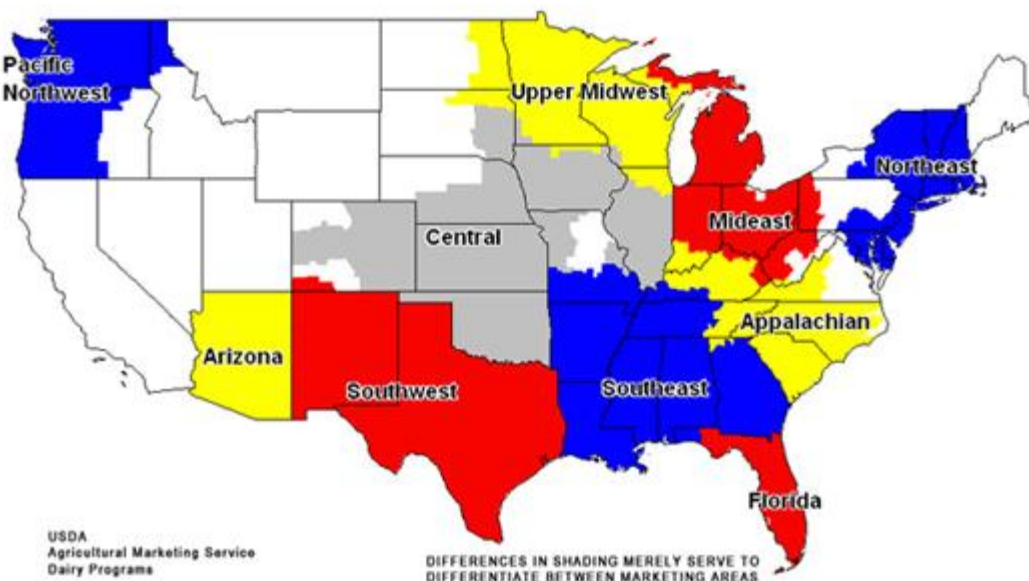 Pacific
Northwest
Upper Midwest
Northeast
Mideast
Central
Appalachian
Arizona
Southwest
Southeast
Florida
USDA
Agricultural Marketing Service
Dairy Programs
DIFFERENCES IN SHADING MERELY SERVE TO
DIFFERENTIATE BETWEEN MARKETING AREAS